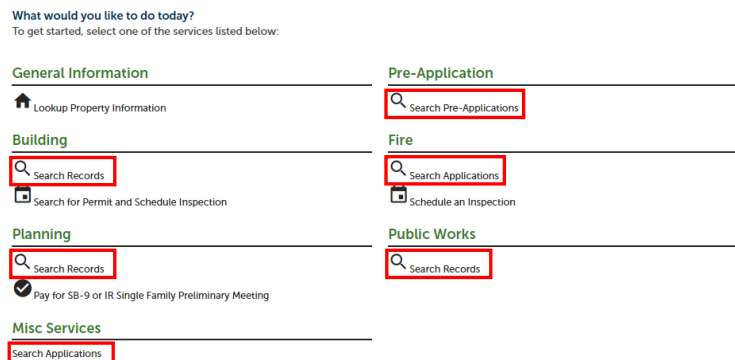 What would you like to do today?
To get started, select one of the services listed below:
General Information
Lookup Property Information
Pre-Application
Search Pre-Applications
Building
Search Records
Search for Permit and Schedule Inspection
Fire
Search Applications
Schedule an Inspection
Planning
Search Records
Pay for SB-9 or IR Single Family Preliminary Meeting
Public Works
Search Records
Misc Services
Search Applications